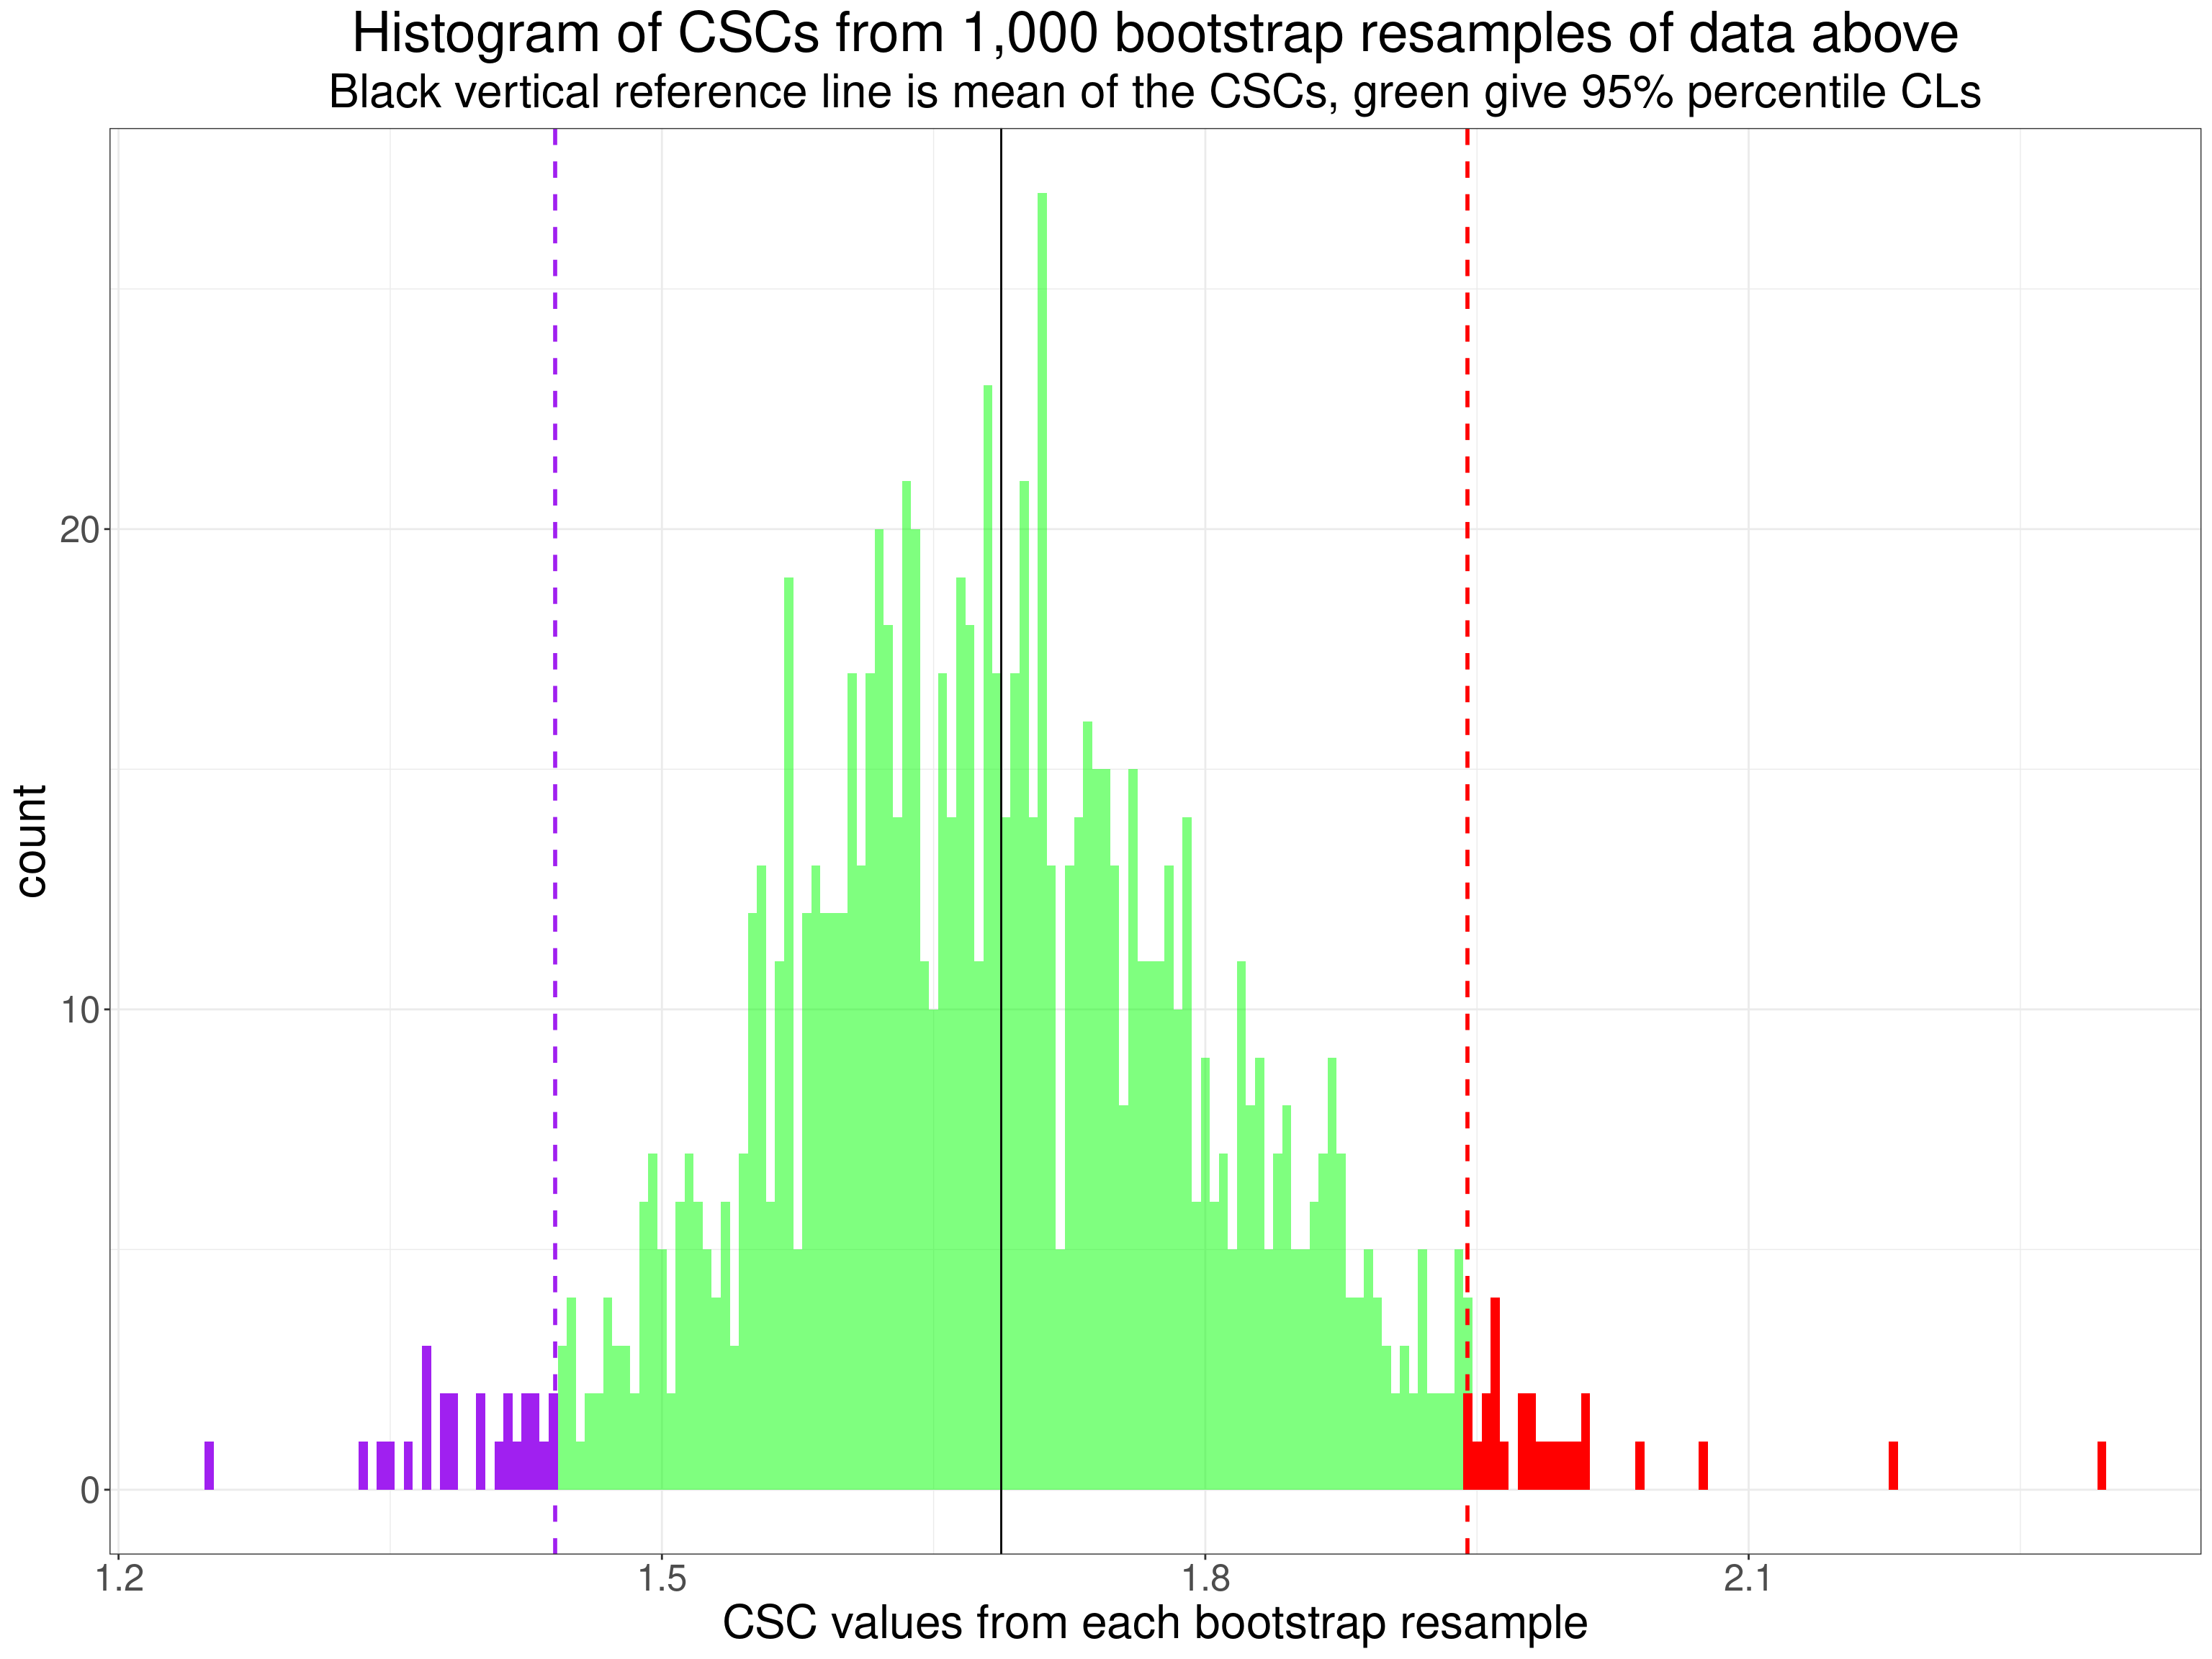 Histogram of CSCs from 1,000 bootstrap resamples of data above
Black vertical reference line is mean of the CSCs, green give 95% percentile CLs
count
20
10
0
1.2 1.5 1.8 2.1
CSC values from each bootstrap resample